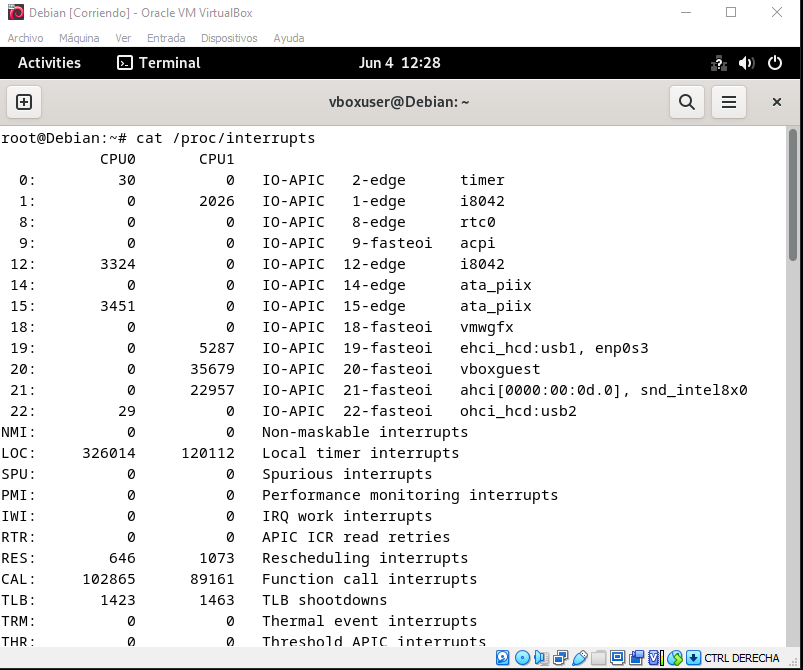 Debian [Corriendo] - Oracle VM VirtualBox
Archivo Máquina Ver Entrada Dispositivos Ayuda
Activities Terminal Jun 4 12:28
vboxuser@Debian: ~
root@Debian:~# cat /proc/interrupts
CPU0 CPU1
0: 30 0 IO-APIC 2-edge timer
1: 0 2026 IO-APIC 1-edge i8042
8: 0 0 IO-APIC 8-edge rtc0
9: 0 0 IO-APIC 9-fasteoi acpi
12: 3324 0 IO-APIC 12-edge i8042
14: 0 0 IO-APIC 14-edge ata_piix
15: 3451 0 IO-APIC 15-edge ata_piix
18: 0 0 IO-APIC 18-fasteoi vmwgfx
19: 0 5287 IO-APIC 19-fasteoi ehci_hcd:usb1, enp0s3
20: 0 35679 IO-APIC 20-fasteoi vboxguest
21: 0 22957 IO-APIC 21-fasteoi ahci[0000:00:0d.0], snd_intel8x0
22: 29 0 IO-APIC 22-fasteoi ohci_hcd:usb2
NMI: 0 0 Non-maskable interrupts
LOC: 326014 120112 Local timer interrupts
SPU: 0 0 Spurious interrupts
PMI: 0 0 Performance monitoring interrupts
IWI: 0 0 IRQ work interrupts
RTR: 0 0 APIC ICR read retries
RES: 646 1073 Rescheduling interrupts
CAL: 102865 89161 Function call interrupts
TLB: 1423 1463 TLB shootdowns
TRM: 0 0 Thermal event interrupts
THR: 0 0 Threshold APIC interrupts
CTRL DERECHA